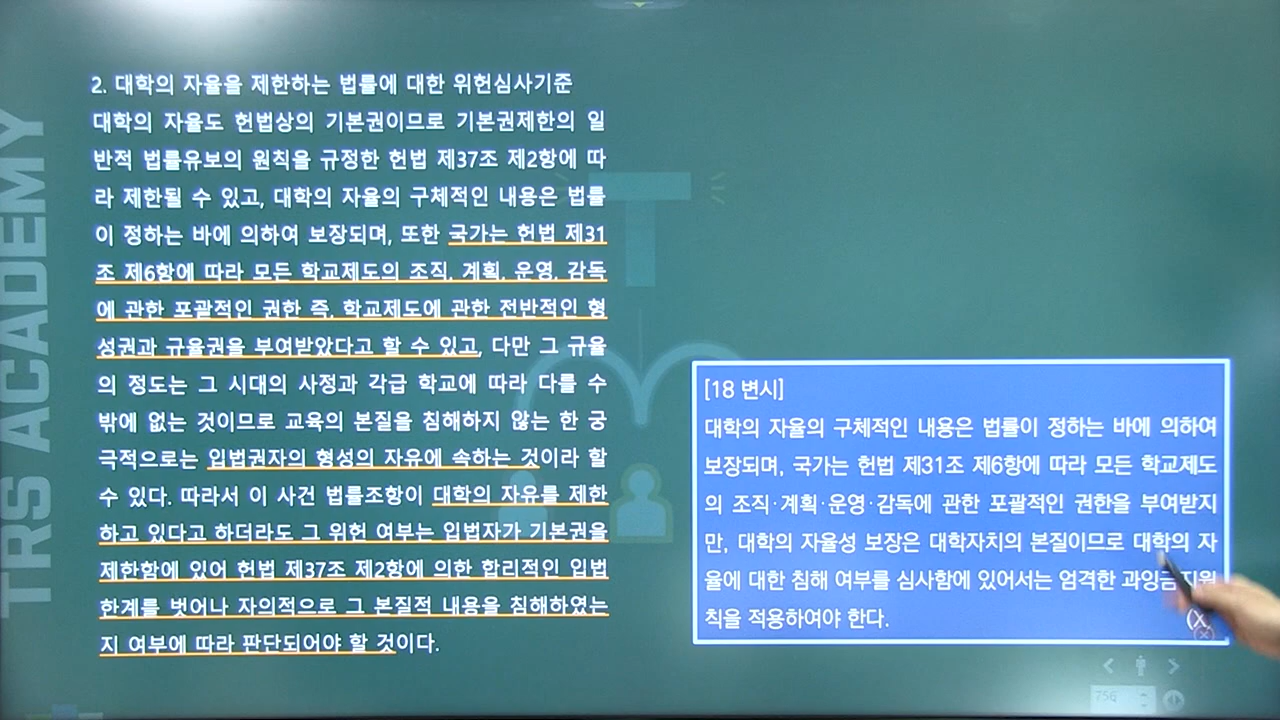 2. 대학의 자율을 제한하는 법률에 대한 위헌심사기준
대학의 자율도 헌법상의 기본권이므로 기본권제한의 일
반적 법률유보의 원칙을 규정한 헌법 제37조 제2항에 따
라 제한될 수 있고, 대학의 자율의 구체적인 내용은 법률
이 정하는 바에 의하여 보장되며, 또한 국가는 헌법 제31
조 제6항에 따라 모든 학교제도의 조직, 계획, 운영, 감독
에 관한 포괄적인 권한 즉, 학교제도에 관한 전반적인 형
성권과 규율권을 부여받았다고 할 수 있고, 다만 그 규율
의 정도는 그 시대의 사정과 각급 학교에 따라 다를 수
밖에 없는 것이므로 교육의 본질을 침해하지 않는 한 궁
극적으로는 입법권자의 형성의 자유에 속하는 것이라 할
수 있다. 따라서 이 사건 법률조항이 대학의 자유를 제한
하고 있다고 하더라도 그 위헌 여부는 입법자가 기본권을
제한함에 있어 헌법 제37조 제2항에 의한 합리적인 입법
한계를 벗어나 자의적으로 그 본질적 내용을 침해하였는
지 여부에 따라 판단되어야 할 것이다.
[18 변시]
대학의 자율의 구체적인 내용은 법률이 정하는 바에 의하여
보장되며, 국가는 헌법 제31조 제6항에 따라 모든 학교제도
의 조직·계획·운영·감독에 관한 포괄적인 권한을 부여받지
만, 대학의 자율성 보장은 대학자치의 본질이므로 대학의 자
율에 대한 침해 여부를 심사함에 있어서는 엄격한 과잉금지원
칙을 적용하여야 한다. (X)
TRS ACADEMY
756